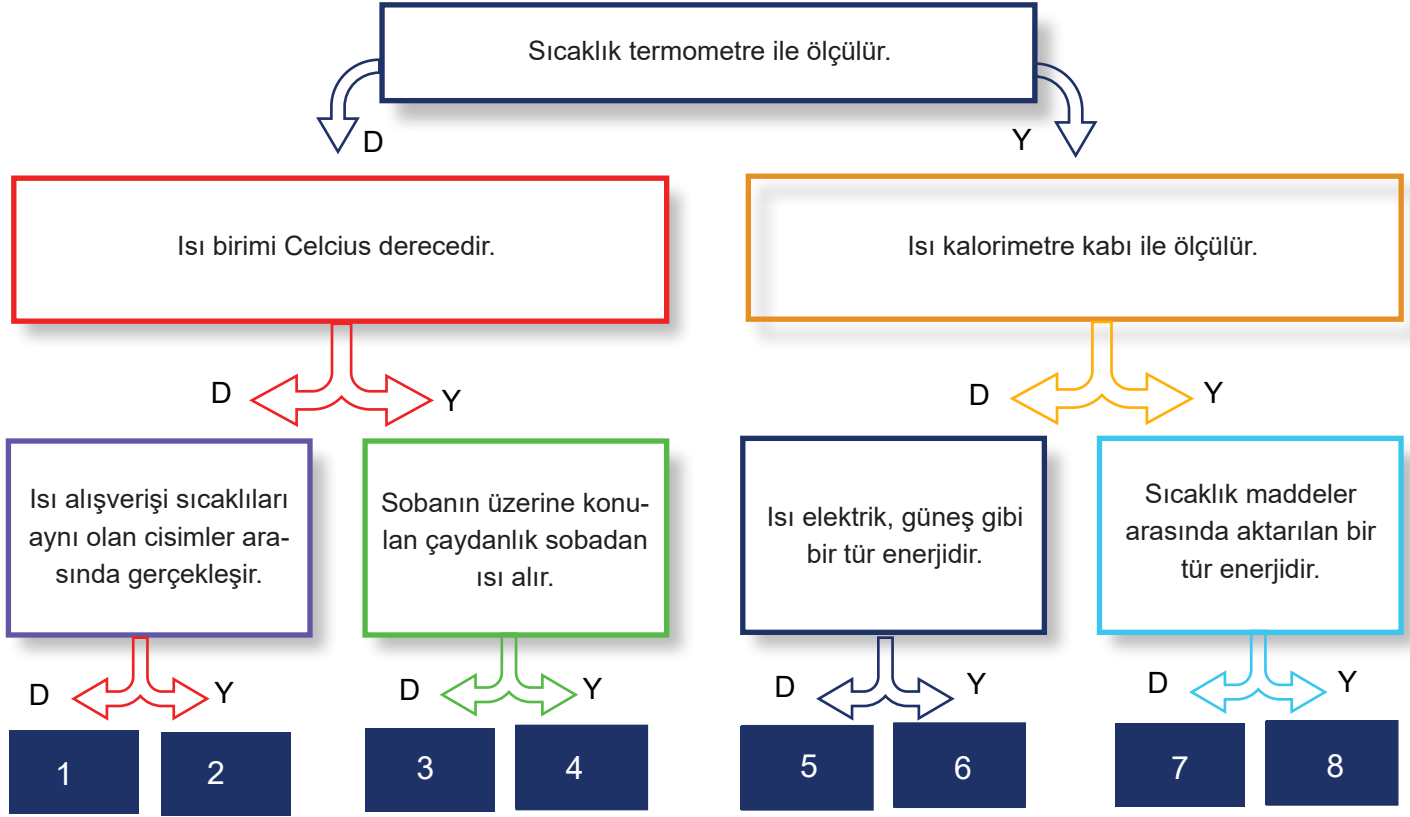 Sıcaklık termometre ile ölçülür.
D
Y
Isı birimi Celcius derecedir.
Isı kalorimetre kabı ile ölçülür.
D
Y
D
Y
Isı alışverişi sıcaklıları
aynı olan cisimler ara-
sında gerçekleşir.
Sobanın üzerine konu-
lan çaydanlık sobadan
ısı alır.
Isı elektrik, güneş gibi
bir tür enerjidir.
Sıcaklık maddeler
arasında aktarılan bir
tür enerjidir.
D
Y
D
Y
D
Y
D
Y
1
2
3
4
5
6
7
8